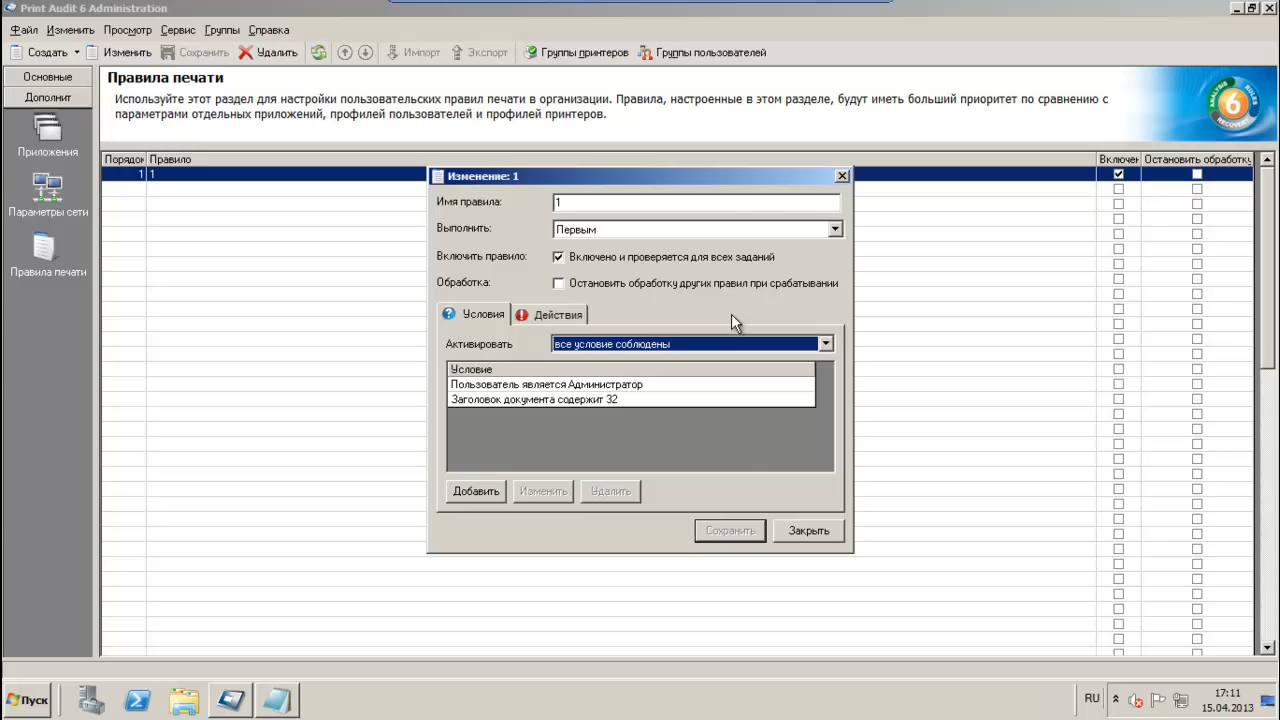 Print Audit 6 Administration
Файл Изменить Просмотр Сервис Группы Справка
Создать Изменить Сохранить Удалить Импорт Экспорт Группы принтеров Группы пользователей
Основные
Дополнит
Приложения
Параметры сети
Правила печати
Правила печати
Используйте этот раздел для настройки пользовательских правил печати в организации. Правила, настроенные в этом разделе, будут иметь больший приоритет по сравнению с
параметрами отдельных приложений, профилей пользователей и профилей принтеров.
ANALYSIS RULES RECOVERY 6
Порядок Правило Включен Остановить обработку
1 1
Изменение: 1
Имя правила: 1
Выполнить: Первым
Включить правило: Включено и проверяется для всех заданий
Обработка: Остановить обработку других правил при срабатывании
Условия Действия
Активировать все условие соблюдены
Условие
Пользователь является Администратор
Заголовок документа содержит 32
Добавить Изменить Удалить
Сохранить Закрыть
Пуск RU 17:11
15.04.2013